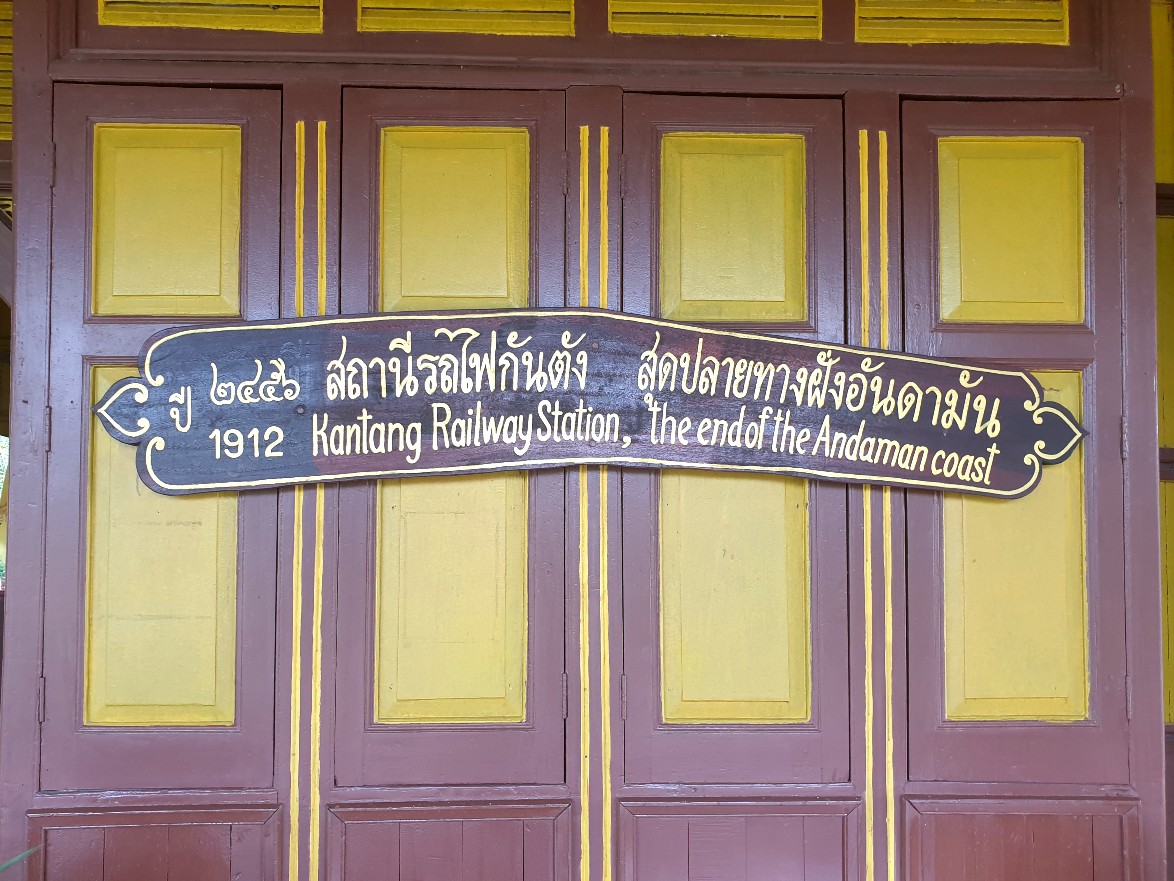 ปี ๒๔๕๖ สถานีรถไฟกันตัง สุดปลายทางฝั่งอันดามัน
1912 Kantang Railway Station, the end of the Andaman coast